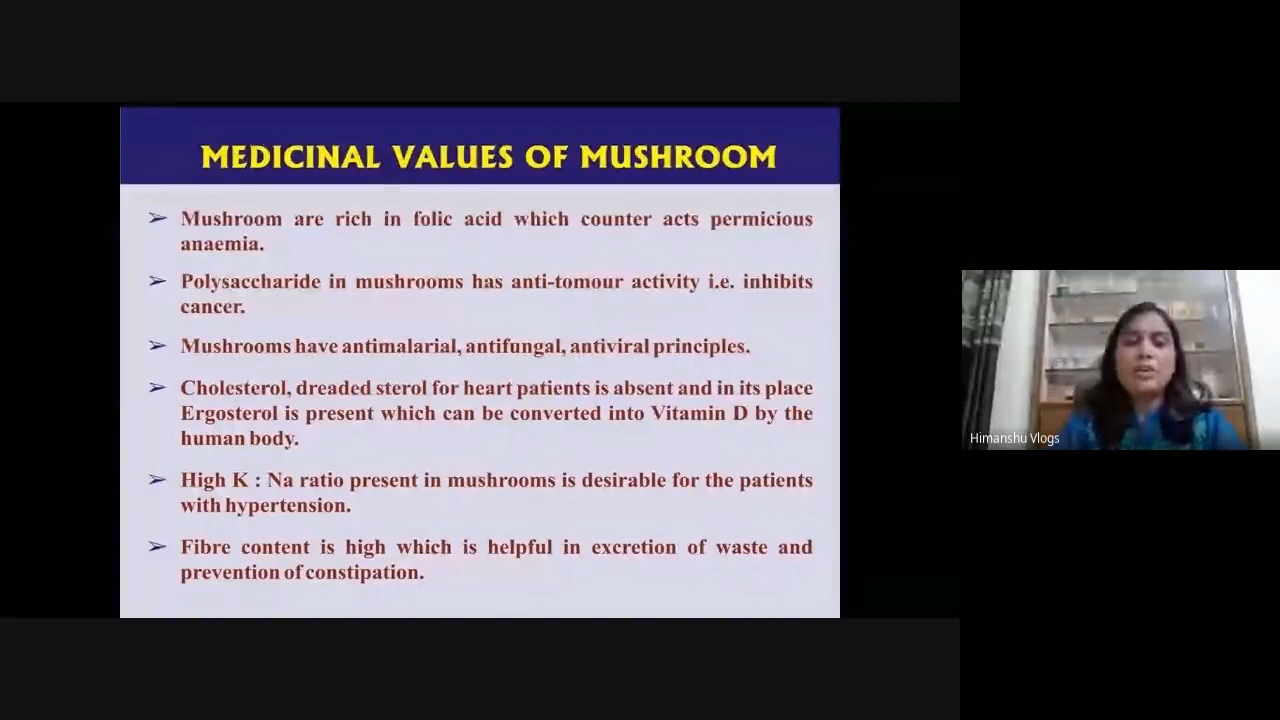 MEDICINAL VALUES OF MUSHROOM
➢ Mushroom are rich in folic acid which counter acts permicious
anaemia.
➢ Polysaccharide in mushrooms has anti-tomour activity i.e. inhibits
cancer.
➢ Mushrooms have antimalarial, antifungal, antiviral principles.
➢ Cholesterol, dreaded sterol for heart patients is absent and in its place
Ergosterol is present which can be converted into Vitamin D by the
human body.
➢ High K : Na ratio present in mushrooms is desirable for the patients
with hypertension.
➢ Fibre content is high which is helpful in excretion of waste and
prevention of constipation.
Himanshu Vlogs